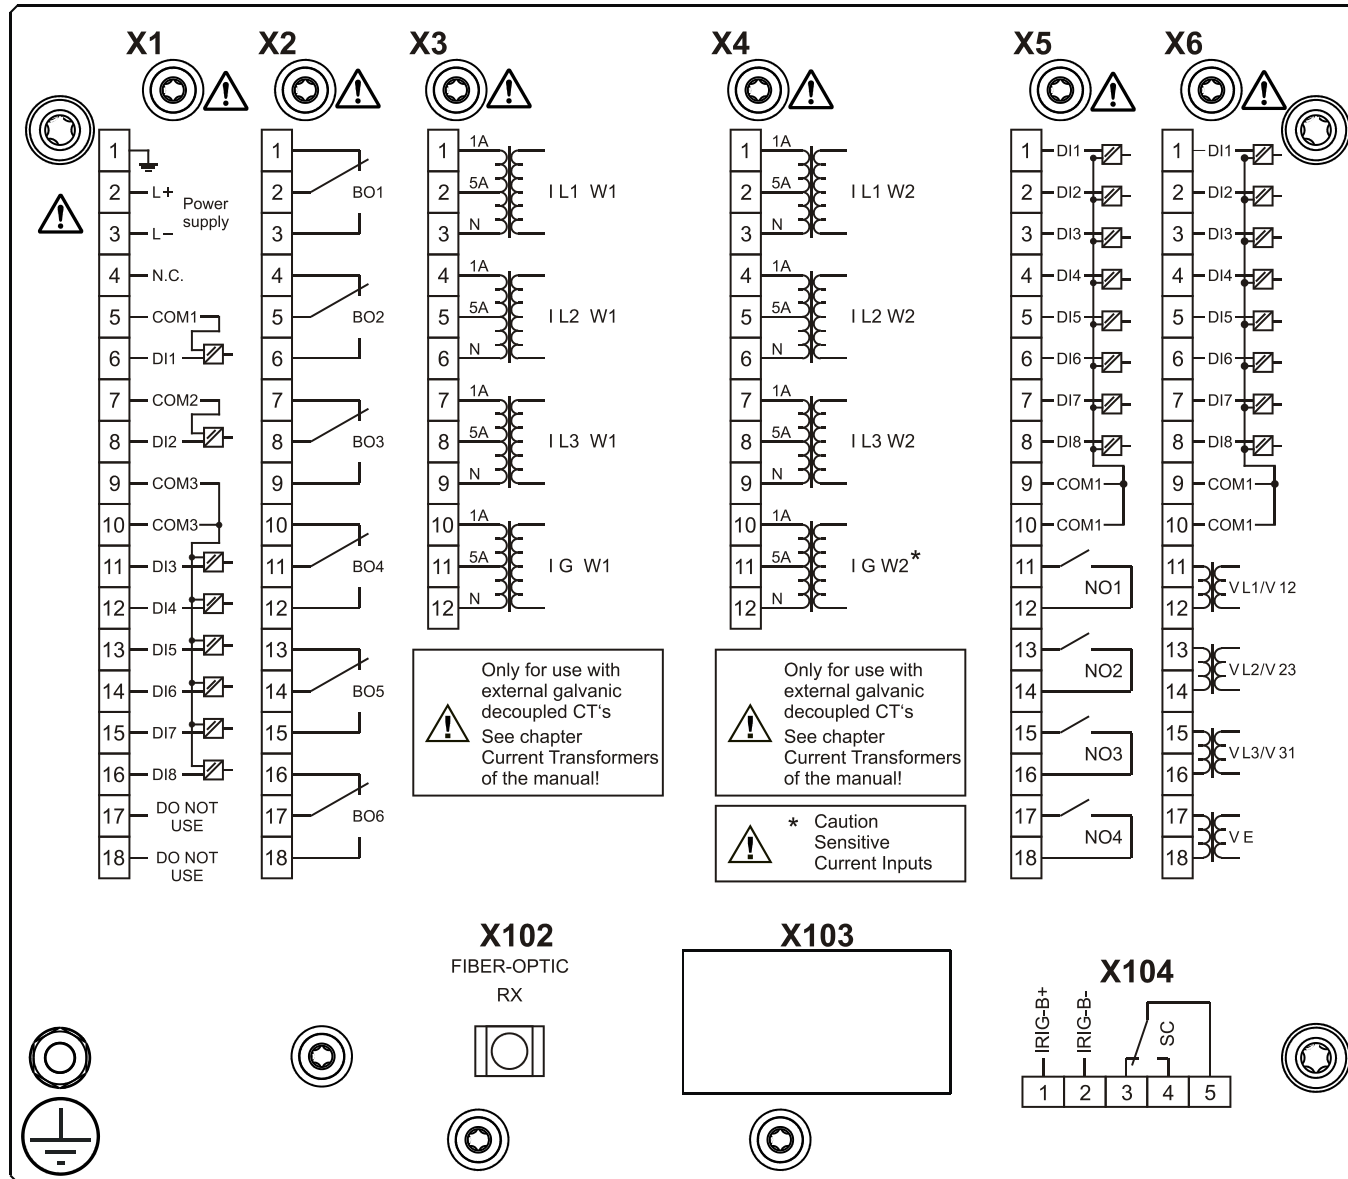 X1
1
2 L+ Power supply
3 L−
4 N.C.
5 COM1
6 DI1
7 COM2
8 DI2
9 COM3
10 COM3
11 DI3
12 DI4
13 DI5
14 DI6
15 DI7
16 DI8
17 DO NOT USE
18 DO NOT USE
X2
1
2 BO1
3
4
5 BO2
6
7
8 BO3
9
10
11 BO4
12
13
14 BO5
15
16
17 BO6
18
X3
1 1A
2 5A I L1 W1
3 N
4 1A
5 5A I L2 W1
6 N
7 1A
8 5A I L3 W1
9 N
10 1A
11 5A I G W1
12 N
Only for use with
external galvanic
decoupled CT‘s
See chapter
Current Transformers
of the manual!
X4
1 1A
2 5A I L1 W2
3 N
4 1A
5 5A I L2 W2
6 N
7 1A
8 5A I L3 W2
9 N
10 1A
11 5A I G W2*
12 N
Only for use with
external galvanic
decoupled CT‘s
See chapter
Current Transformers
of the manual!
* Caution
Sensitive
Current Inputs
X5
1 DI1
2 DI2
3 DI3
4 DI4
5 DI5
6 DI6
7 DI7
8 DI8
9 COM1
10 COM1
11
12 NO1
13
14 NO2
15
16 NO3
17
18 NO4
X6
1 DI1
2 DI2
3 DI3
4 DI4
5 DI5
6 DI6
7 DI7
8 DI8
9 COM1
10 COM1
11
12 V L1/V 12
13
14 V L2/V 23
15
16 V L3/V 31
17
18 V E
X102
FIBER-OPTIC
RX
X103
X104
IRIG-B+
IRIG-B-
SC
1 2 3 4 5